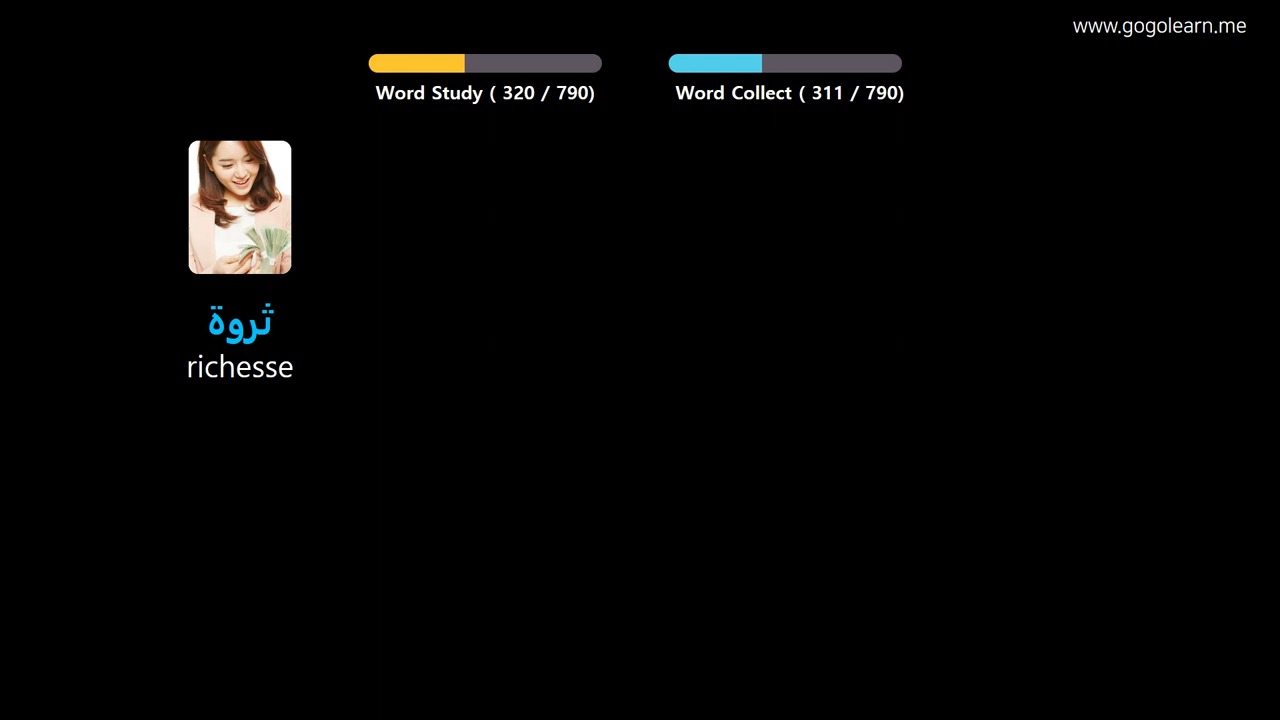 www.gogolearn.me
Word Study ( 320 / 790)
Word Collect ( 311 / 790)
ثروة
richesse